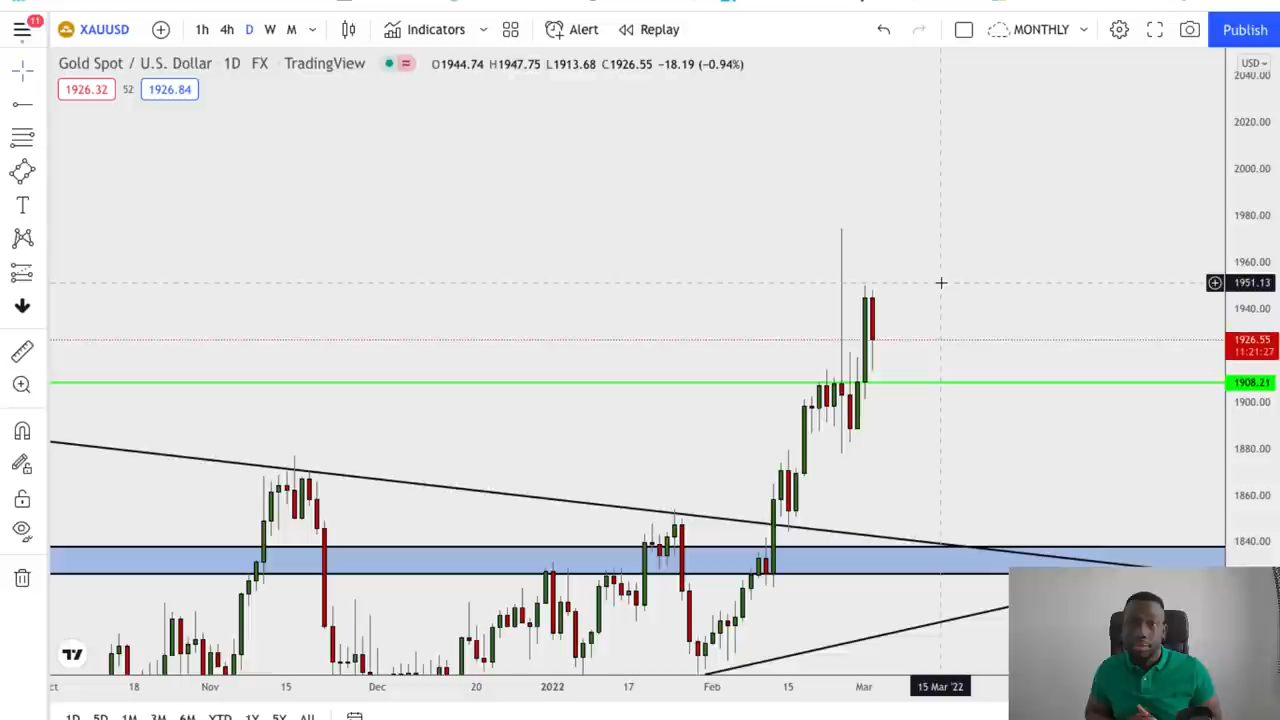 11
XAUUSD 1h 4h D W M Indicators Alert Replay MONTHLY Publish
Gold Spot / U.S. Dollar 1D FX TradingView O1944.74 H1947.75 L1913.68 C1926.55 −18.19 (−0.94%)
USD
1926.32 52 1926.84
2040.00
2020.00
2000.00
1980.00
1960.00
1951.13
1940.00
1926.55
11:21:27
1908.21
1900.00
1880.00
1860.00
1840.00
18 Nov 15 Dec 20 2022 17 Feb 15 Mar 15 Mar '22
1D 5D 1M 3M 6M YTD 1Y 5Y All